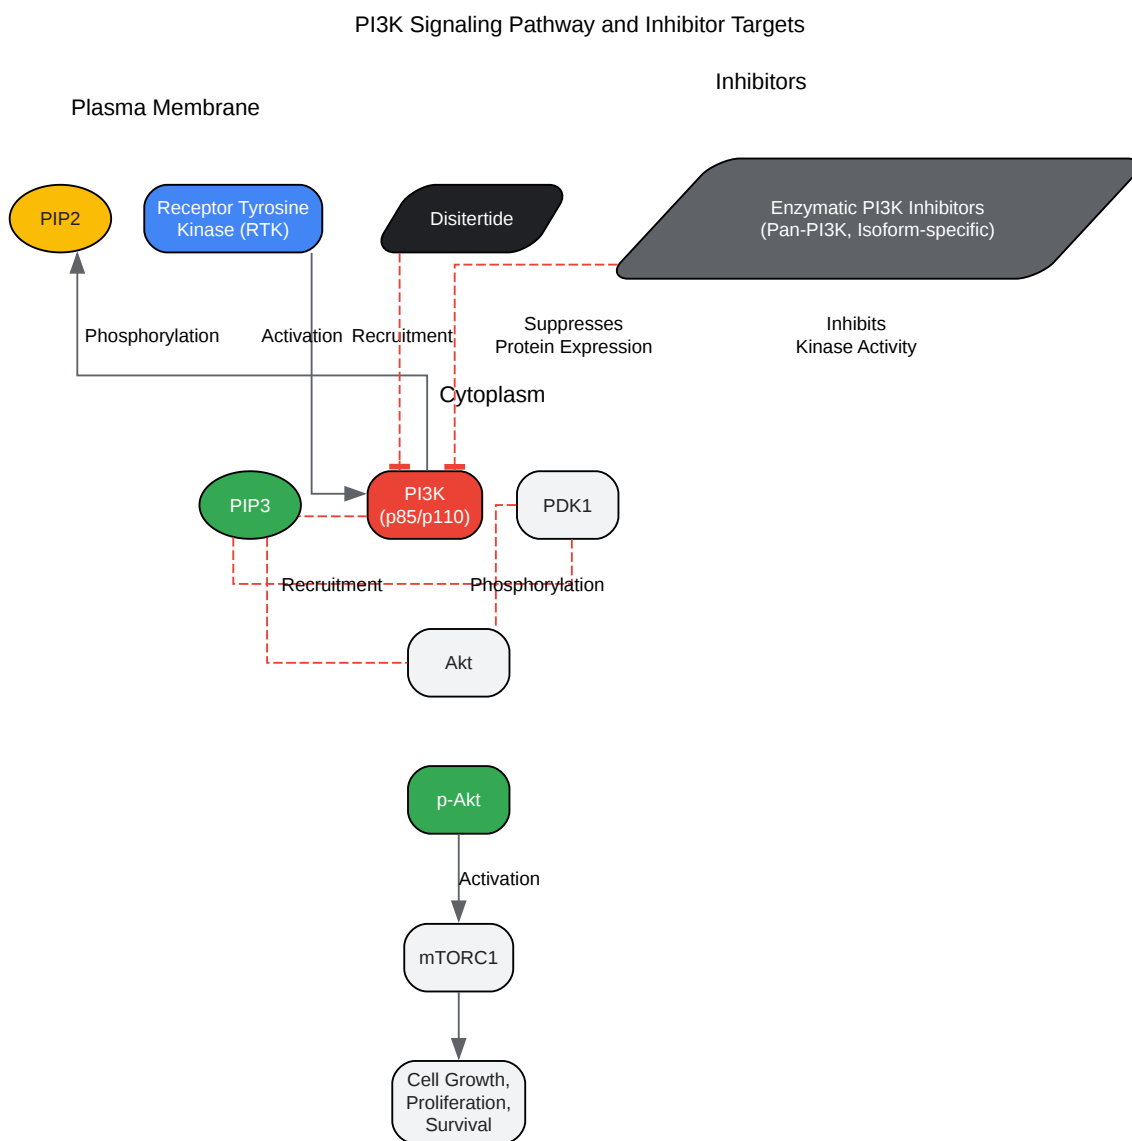 PI3K Signaling Pathway and Inhibitor Targets
Inhibitors
Plasma Membrane
PIP2
Receptor Tyrosine
Kinase (RTK)
Disitertide
Enzymatic PI3K Inhibitors
(Pan-PI3K, Isoform-specific)
Phosphorylation
Activation
Recruitment
Suppresses
Protein Expression
Inhibits
Kinase Activity
Cytoplasm
PIP3
PI3K
(p85/p110)
PDK1
Recruitment
Phosphorylation
Akt
p-Akt
Activation
mTORC1
Cell Growth,
Proliferation,
Survival